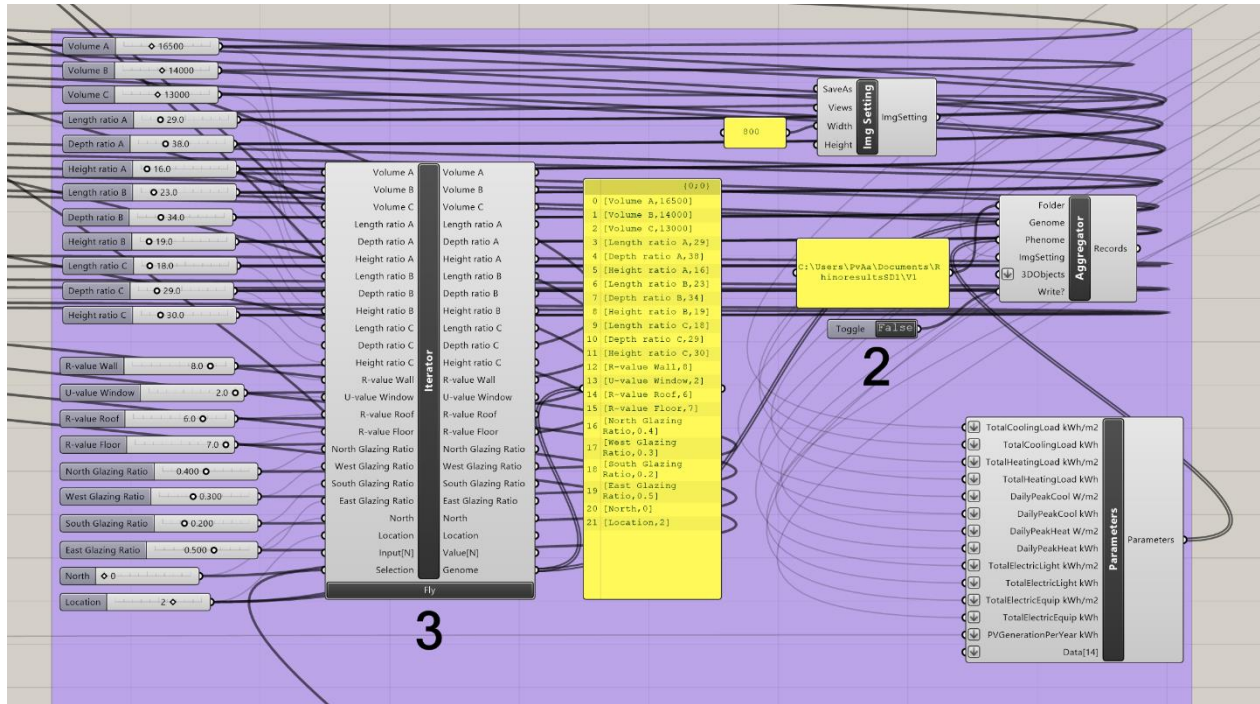 Volume A 16500
Volume B 14000
Volume C 13000
Length ratio A 29.0
Depth ratio A 38.0
Height ratio A 16.0
Length ratio B 23.0
Depth ratio B 34.0
Height ratio B 19.0
Length ratio C 18.0
Depth ratio C 29.0
Height ratio C 30.0
R-value Wall 8.0
U-value Window 2.0
R-value Roof 6.0
R-value Floor 7.0
North Glazing Ratio 0.400
West Glazing Ratio 0.300
South Glazing Ratio 0.200
East Glazing Ratio 0.500
North 0
Location 2
Volume A Volume A
Volume B Volume B
Volume C Volume C
Length ratio A Length ratio A
Depth ratio A Depth ratio A
Height ratio A Height ratio A
Length ratio B Length ratio B
Depth ratio B Depth ratio B
Height ratio B Height ratio B
Length ratio C Length ratio C
Depth ratio C Depth ratio C
Height ratio C Height ratio C
R-value Wall R-value Wall
U-value Window U-value Window
R-value Roof R-value Roof
R-value Floor R-value Floor
North Glazing Ratio North Glazing Ratio
West Glazing Ratio West Glazing Ratio
South Glazing Ratio South Glazing Ratio
East Glazing Ratio East Glazing Ratio
North North
Location Location
Input[N] Value[N]
Selection Genome
Iterator
Fly
3
{0;0}
0 [Volume A,16500]
1 [Volume B,14000]
2 [Volume C,13000]
3 [Length ratio A,29]
4 [Depth ratio A,38]
5 [Height ratio A,16]
6 [Length ratio B,23]
7 [Depth ratio B,34]
8 [Height ratio B,19]
9 [Length ratio C,18]
10 [Depth ratio C,29]
11 [Height ratio C,30]
12 [R-value Wall,8]
13 [U-value Window,2]
14 [R-value Roof,6]
15 [R-value Floor,7]
16 [North Glazing
Ratio,0.4]
17 [West Glazing
Ratio,0.3]
18 [South Glazing
Ratio,0.2]
19 [East Glazing
Ratio,0.5]
20 [North,0]
21 [Location,2]
800
SaveAs
Views
Width
Height
Img Setting
ImgSetting
C:\Users\PvAa\Documents\R
hinoresultsSD1\V1
Toggle False
2
Folder
Genome
Phenome
ImgSetting
3DObjects
Write?
Aggregator
Records
TotalCoolingLoad kWh/m2
TotalCoolingLoad kWh
TotalHeatingLoad kWh/m2
TotalHeatingLoad kWh
DailyPeakCool W/m2
DailyPeakCool kWh
DailyPeakHeat W/m2
DailyPeakHeat kWh
TotalElectricLight kWh/m2
TotalElectricLight kWh
TotalElectricEquip kWh/m2
TotalElectricEquip kWh
PVGenerationPerYear kWh
Data[14]
Parameters
Parameters